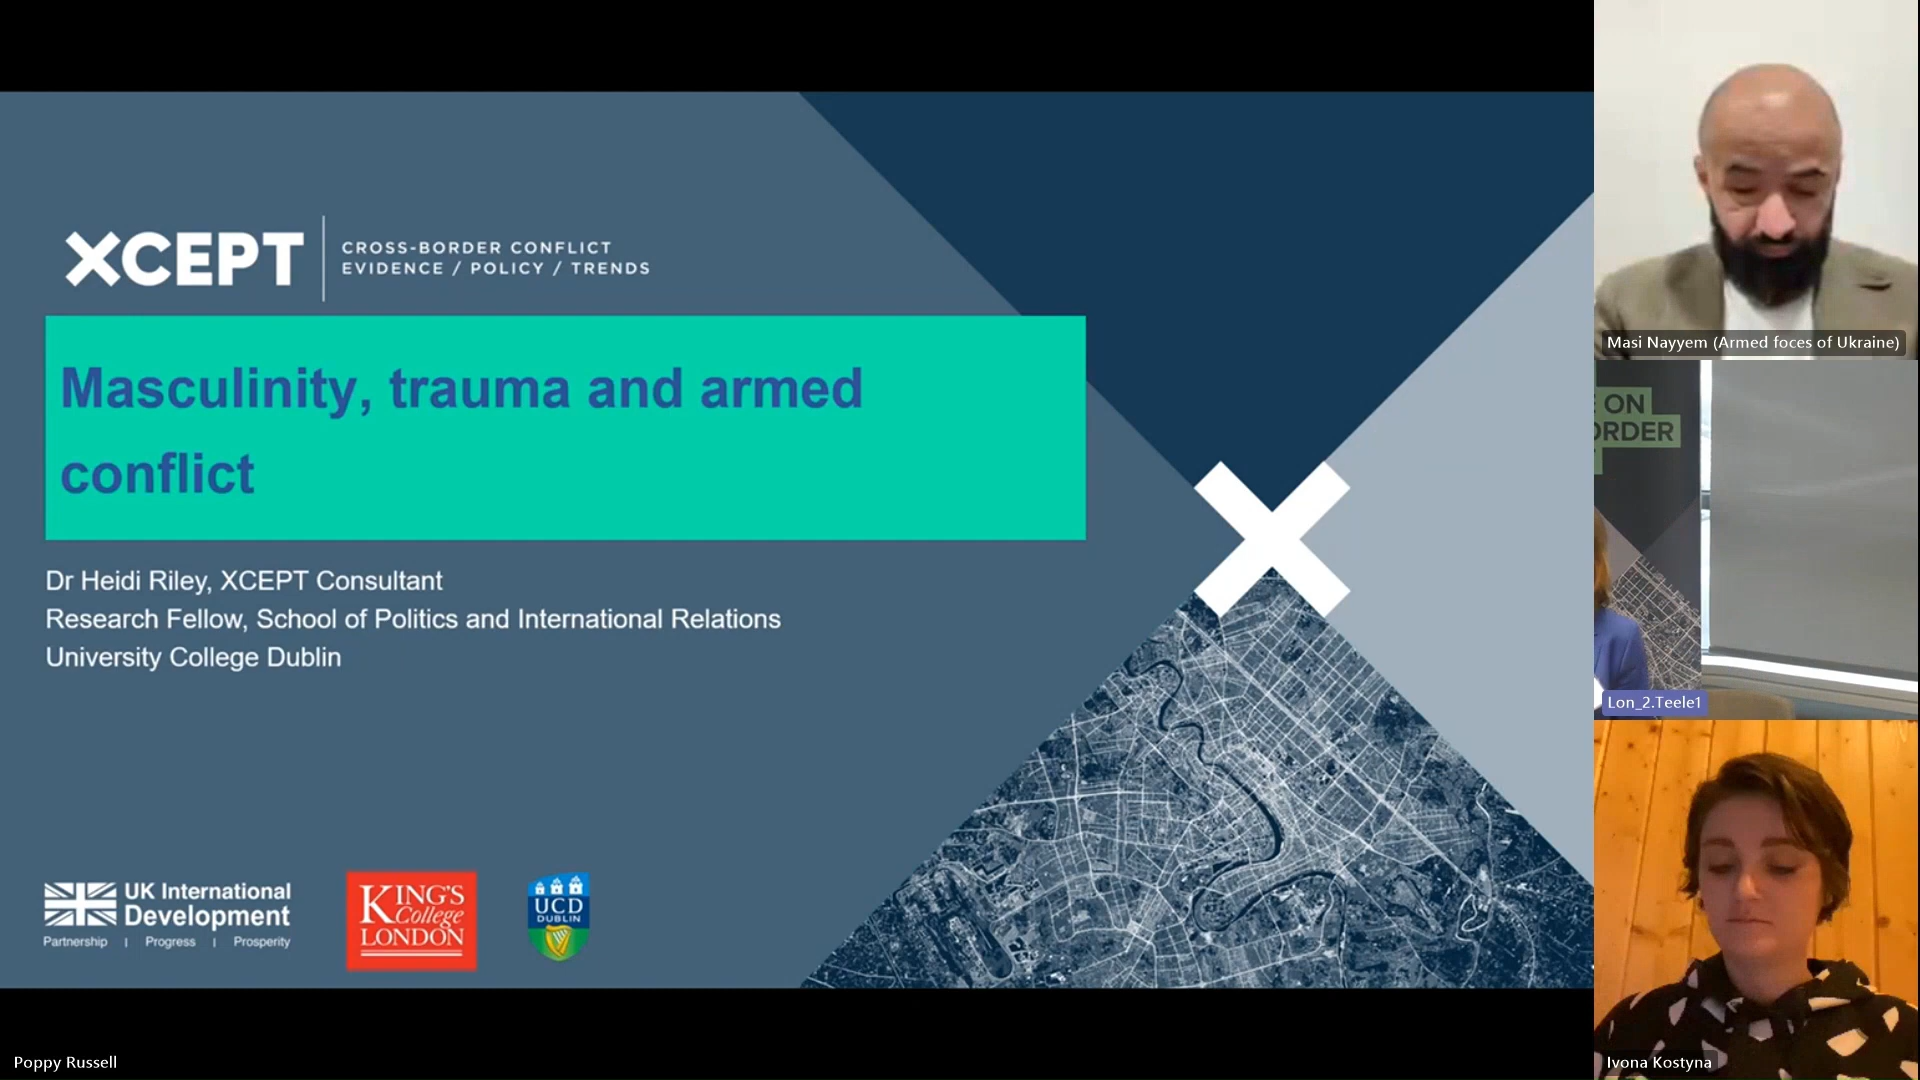 XCEPT
CROSS-BORDER CONFLICT
EVIDENCE / POLICY / TRENDS
Masculinity, trauma and armed
conflict
Dr Heidi Riley, XCEPT Consultant
Research Fellow, School of Politics and International Relations
University College Dublin
UK International
Development
Partnership | Progress | Prosperity
KING'S
College
LONDON
UCD
DUBLIN
Poppy Russell
Masi Nayyem (Armed foces of Ukraine)
ON
ORDER
Lon_2.Teele1
Ivona Kostyna